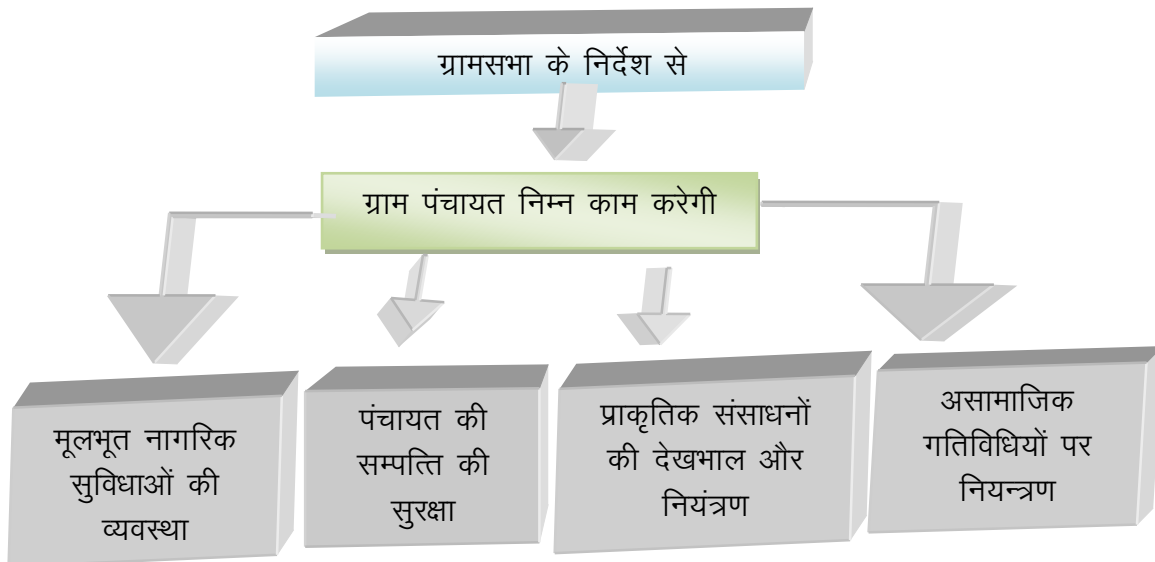 ग्रामसभा के निर्देश से
ग्राम पंचायत निम्न काम करेगी
मूलभूत नागरिक
सुविधाओं की
व्यवस्था
पंचायत की
सम्पत्ति की
सुरक्षा
प्राकृतिक संसाधनों
की देखभाल और
नियंत्रण
असामाजिक
गतिविधियों पर
नियन्त्रण